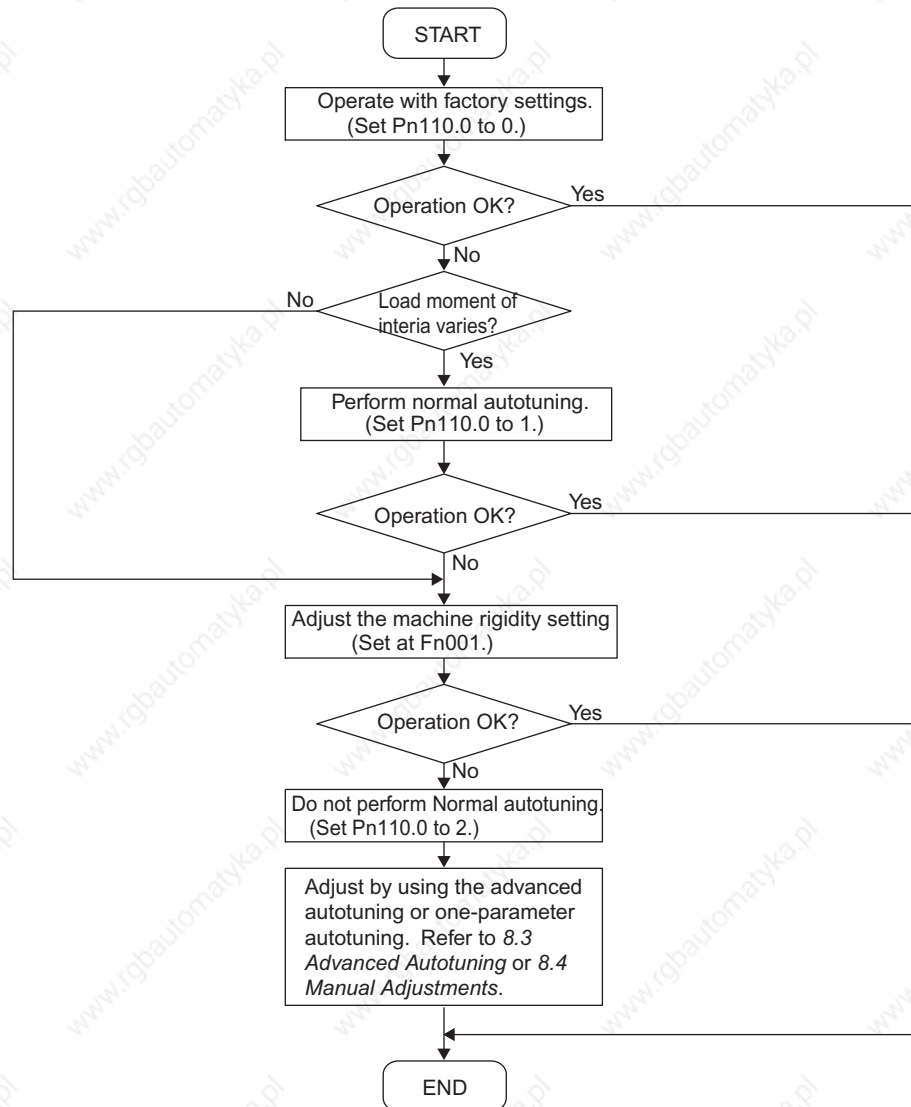 START
Operate with factory settings.
(Set Pn110.0 to 0.)
Operation OK?
Yes
No
No
Load moment of
interia varies?
Yes
Perform normal autotuning.
(Set Pn110.0 to 1.)
Operation OK?
Yes
No
Adjust the machine rigidity setting
(Set at Fn001.)
Operation OK?
Yes
No
Do not perform Normal autotuning.
(Set Pn110.0 to 2.)
Adjust by using the advanced
autotuning or one-parameter
autotuning. Refer to 8.3
Advanced Autotuning or 8.4
Manual Adjustments.
END
www.rgbautomatyka.pl